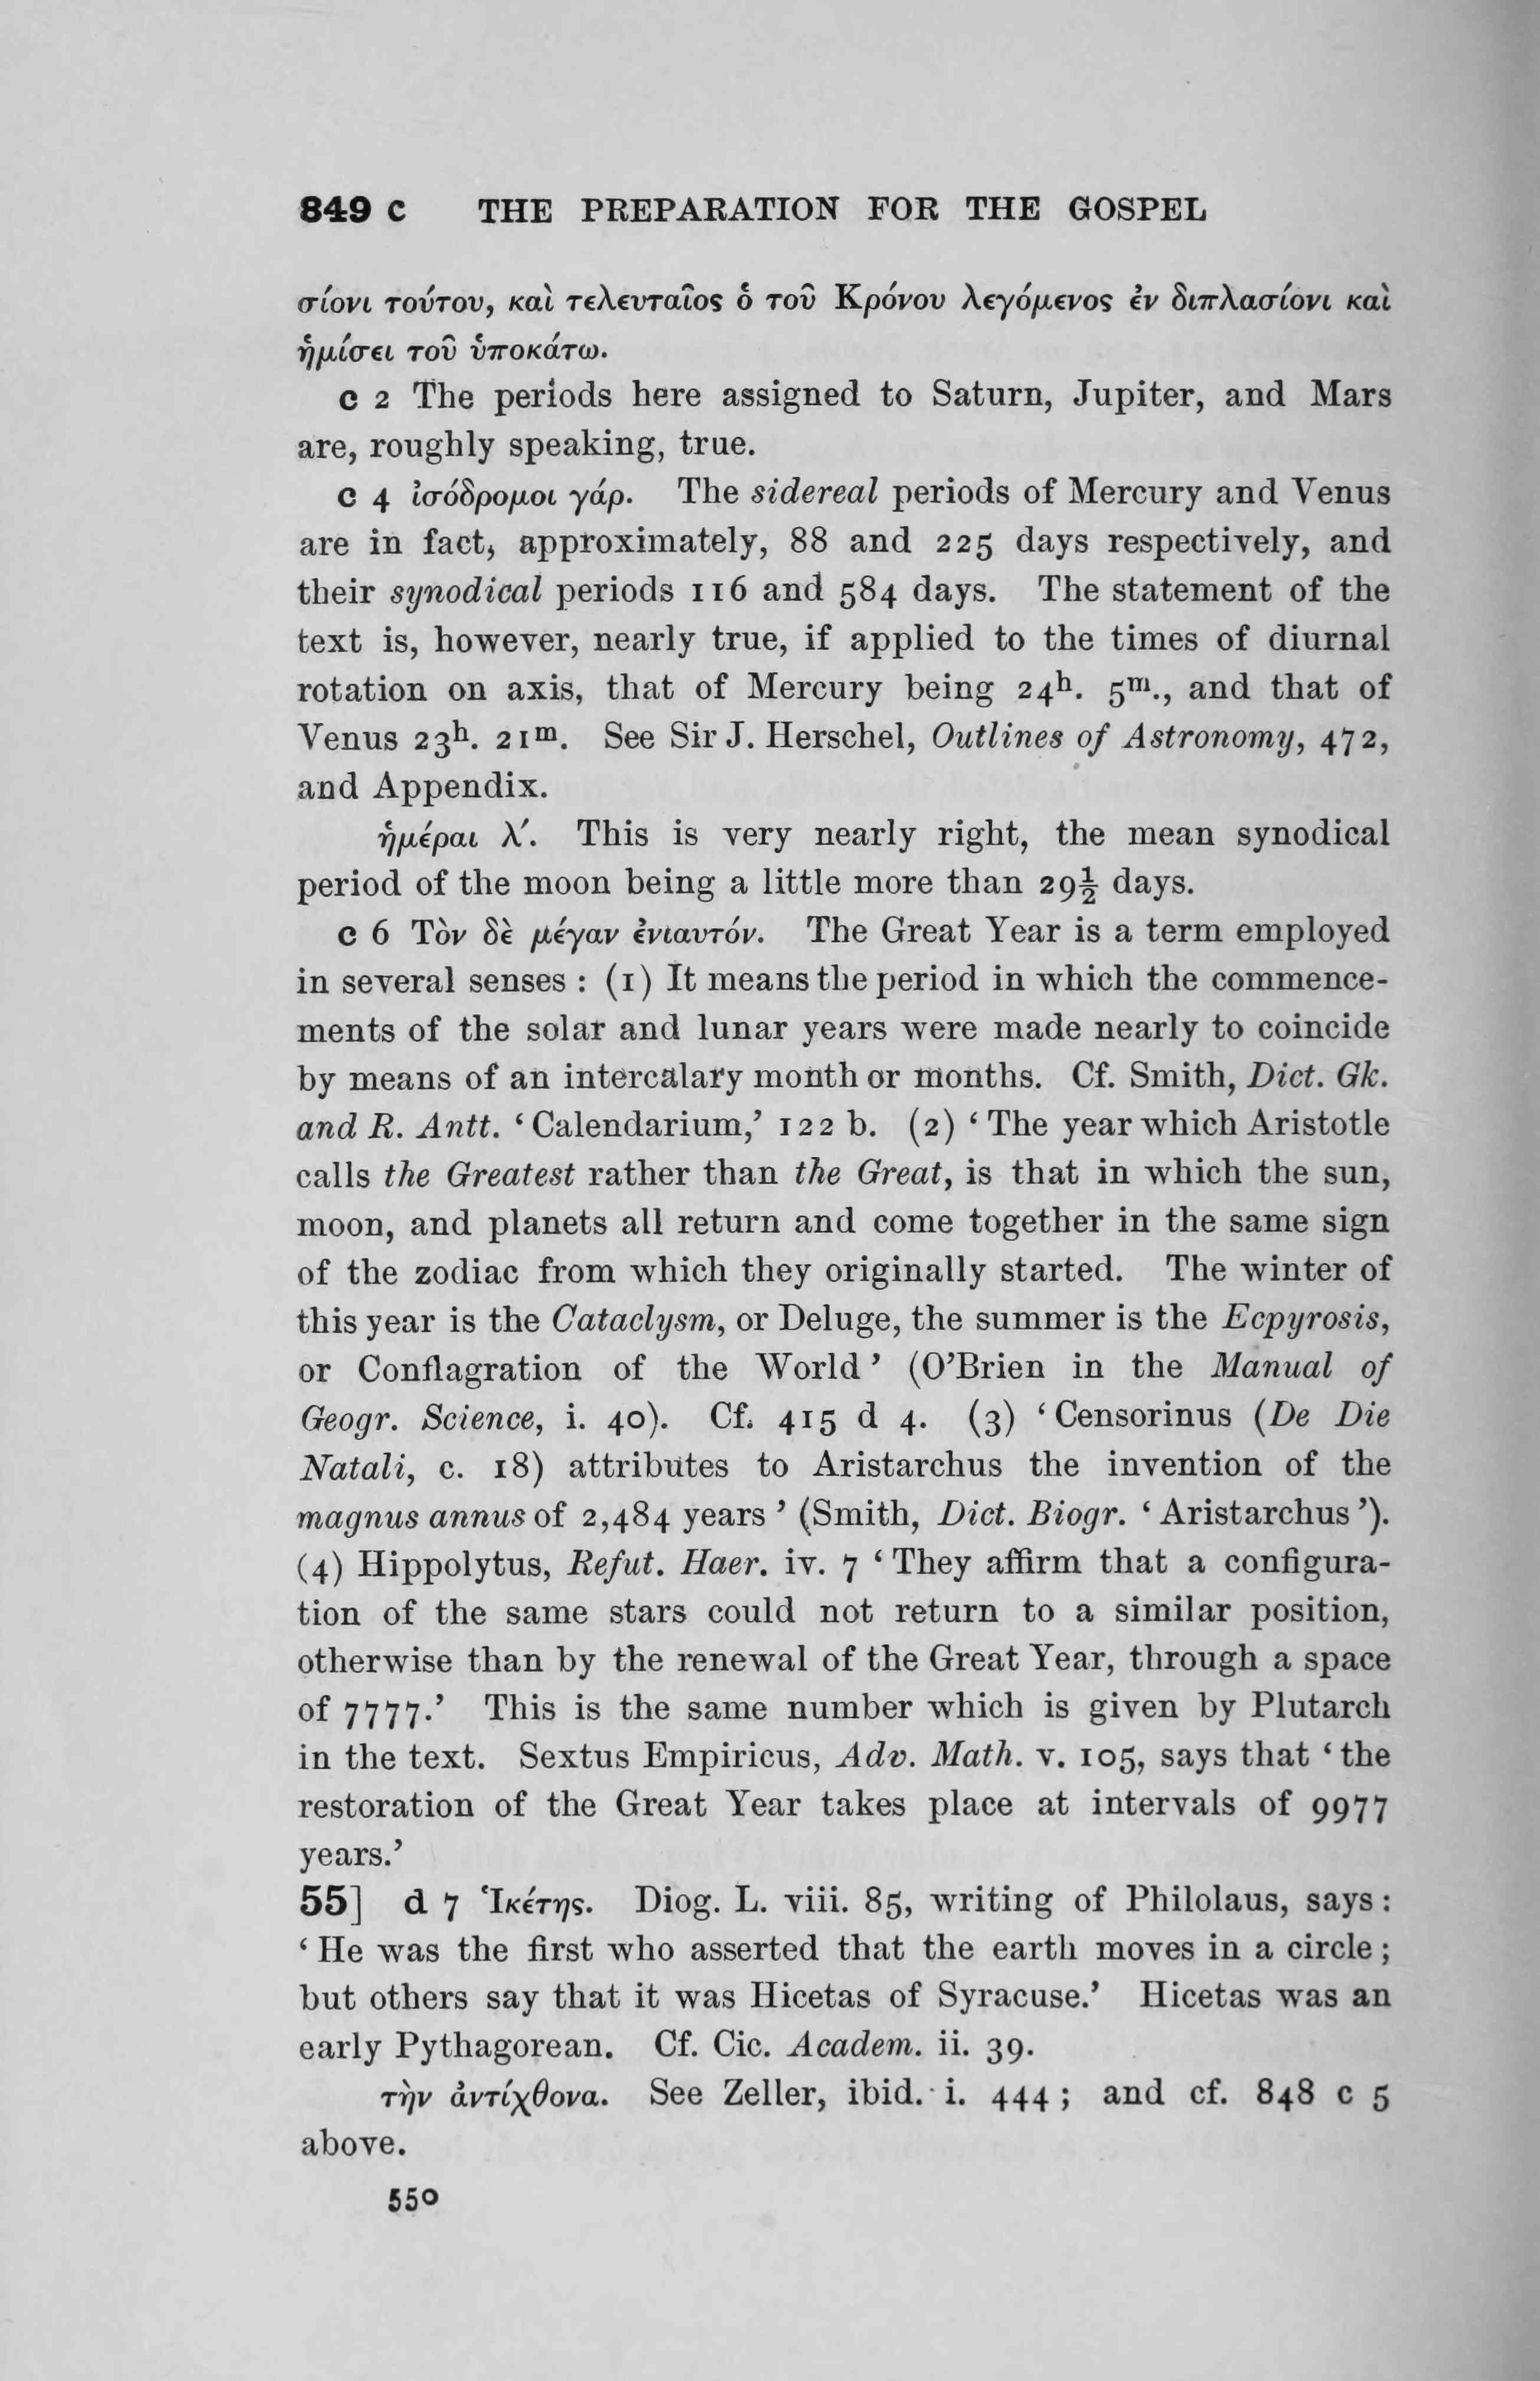 849 c THE PREPARATION FOR THE GOSPEL
σίονι τούτου, καὶ τελευταῖος ὁ τοῦ Κρόνου λεγόμενος ἐν διπλασίονι καὶ
ἡμίσει τοῦ ὑποκάτω.
c 2 The periods here assigned to Saturn, Jupiter, and Mars
are, roughly speaking, true.
c 4 ἰσόδρομοι γάρ. The sidereal periods of Mercury and Venus
are in fact, approximately, 88 and 225 days respectively, and
their synodical periods 116 and 584 days. The statement of the
text is, however, nearly true, if applied to the times of diurnal
rotation on axis, that of Mercury being 24ʰ. 5ᵐ., and that of
Venus 23ʰ. 21ᵐ. See Sir J. Herschel, Outlines of Astronomy, 472,
and Appendix.
ἡμέραι λ′. This is very nearly right, the mean synodical
period of the moon being a little more than 29½ days.
c 6 Τὸν δὲ μέγαν ἐνιαυτόν. The Great Year is a term employed
in several senses : (1) It means the period in which the commence-
ments of the solar and lunar years were made nearly to coincide
by means of an intercalary month or months. Cf. Smith, Dict. Gk.
and R. Antt. ‘Calendarium,’ 122 b. (2) ‘The year which Aristotle
calls the Greatest rather than the Great, is that in which the sun,
moon, and planets all return and come together in the same sign
of the zodiac from which they originally started. The winter of
this year is the Cataclysm, or Deluge, the summer is the Ecpyrosis,
or Conflagration of the World’ (O’Brien in the Manual of
Geogr. Science, i. 40). Cf. 415 d 4. (3) ‘Censorinus (De Die
Natali, c. 18) attributes to Aristarchus the invention of the
magnus annus of 2,484 years’ (Smith, Dict. Biogr. ‘Aristarchus’).
(4) Hippolytus, Refut. Haer. iv. 7 ‘They affirm that a configura-
tion of the same stars could not return to a similar position,
otherwise than by the renewal of the Great Year, through a space
of 7777.’ This is the same number which is given by Plutarch
in the text. Sextus Empiricus, Adv. Math. v. 105, says that ‘the
restoration of the Great Year takes place at intervals of 9977
years.’
55] d 7 Ἱκέτης. Diog. L. viii. 85, writing of Philolaus, says :
‘He was the first who asserted that the earth moves in a circle ;
but others say that it was Hicetas of Syracuse.’ Hicetas was an
early Pythagorean. Cf. Cic. Academ. ii. 39.
τὴν ἀντίχθονα. See Zeller, ibid. i. 444 ; and cf. 848 c 5
above.
550